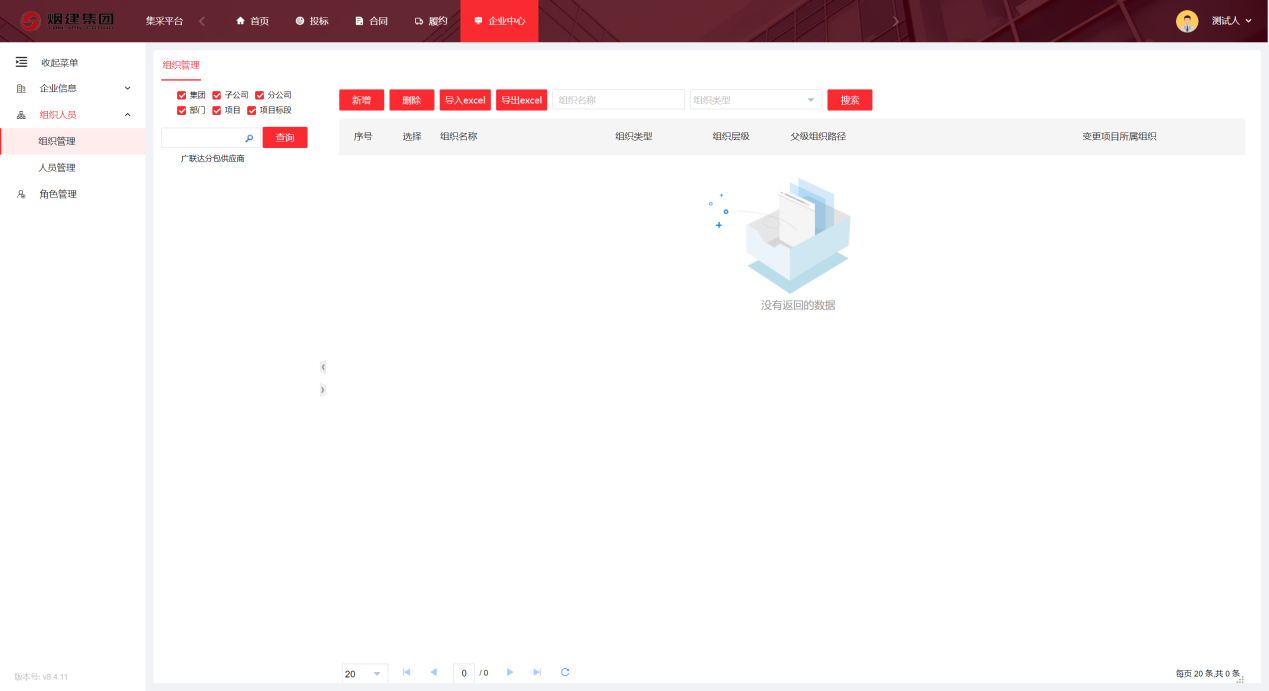 烟建集团
集采平台 首页 投标 合同 履约 企业中心 测试人
收起菜单
企业信息
组织人员
组织管理
人员管理
角色管理
版本号: v8.4.11
组织管理
集团 子公司 分公司
部门 项目 项目标段
查询
广联达分包供应商
新增 删除 导入excel 导出excel 组织名称 组织类型 搜索
序号 选择 组织名称 组织类型 组织层级 父级组织路径 变更项目所属组织
没有返回的数据
20 0 / 0 每页 20 条,共 0 条